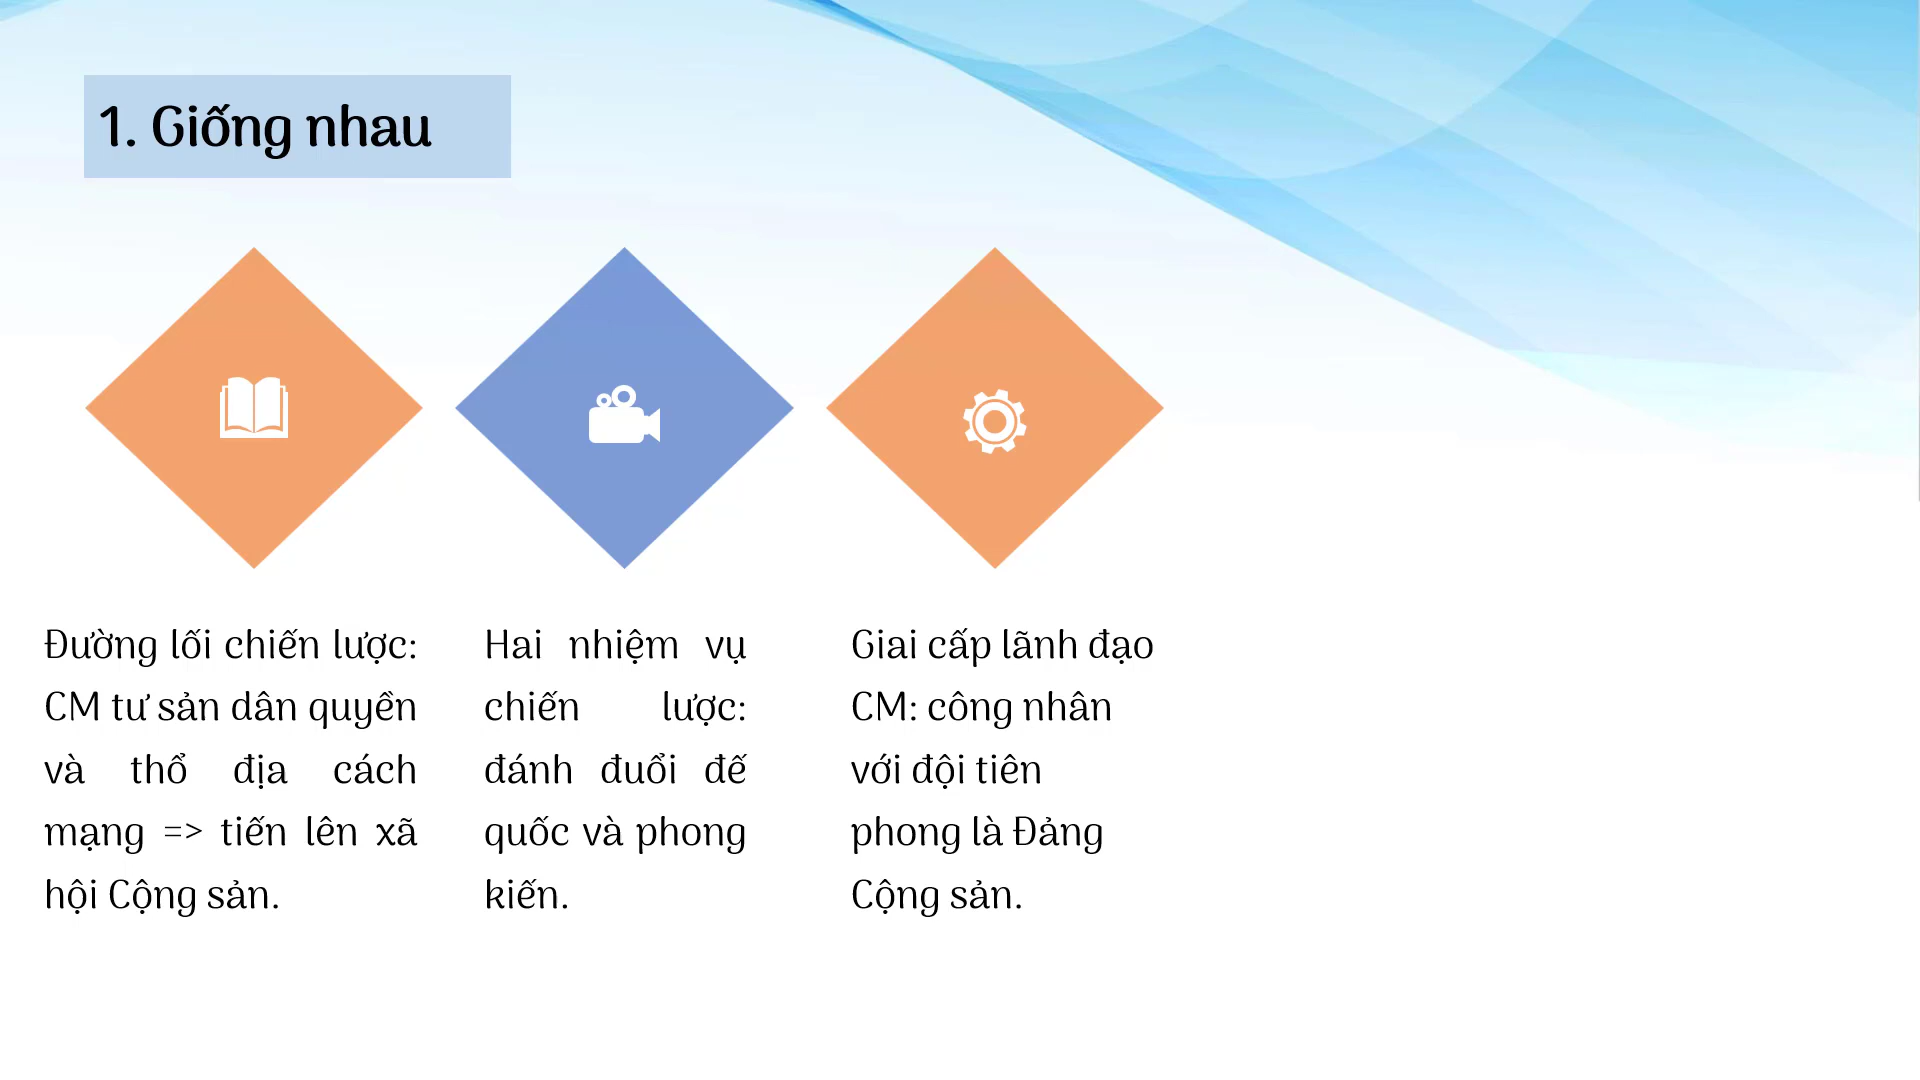 1. Giống nhau
Đường lối chiến lược:
CM tư sản dân quyền
và thổ địa cách
mạng => tiến lên xã
hội Cộng sản.
Hai nhiệm vụ
chiến lược:
đánh đuổi đế
quốc và phong
kiến.
Giai cấp lãnh đạo
CM: công nhân
với đội tiên
phong là Đảng
Cộng sản.